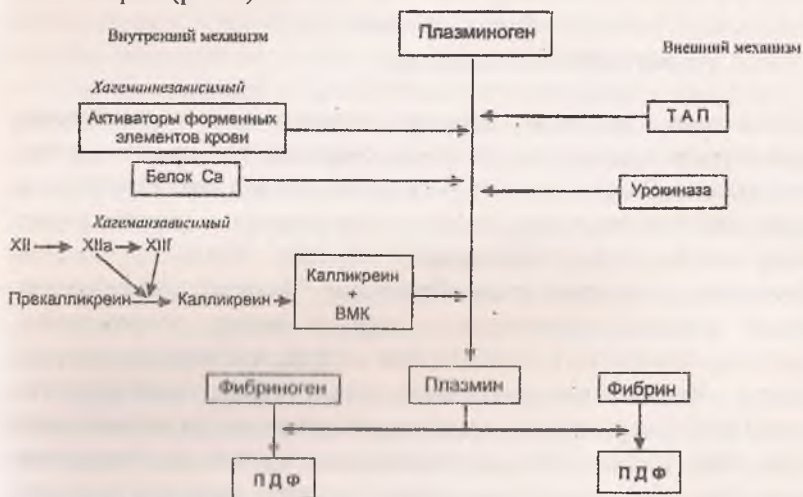 Внутренний механизм
Плазминоген
Внешний механизм
Хагеманнезависимый
Активаторы форменных
элементов крови
ТАП
Белок Са
Урокиназа
Хагеманзависимый
XII XIIa XIIf
Прекалликреин Калликреин
Калликреин
+
ВМК
Фибриноген
Плазмин
Фибрин
ПДФ
ПДФ